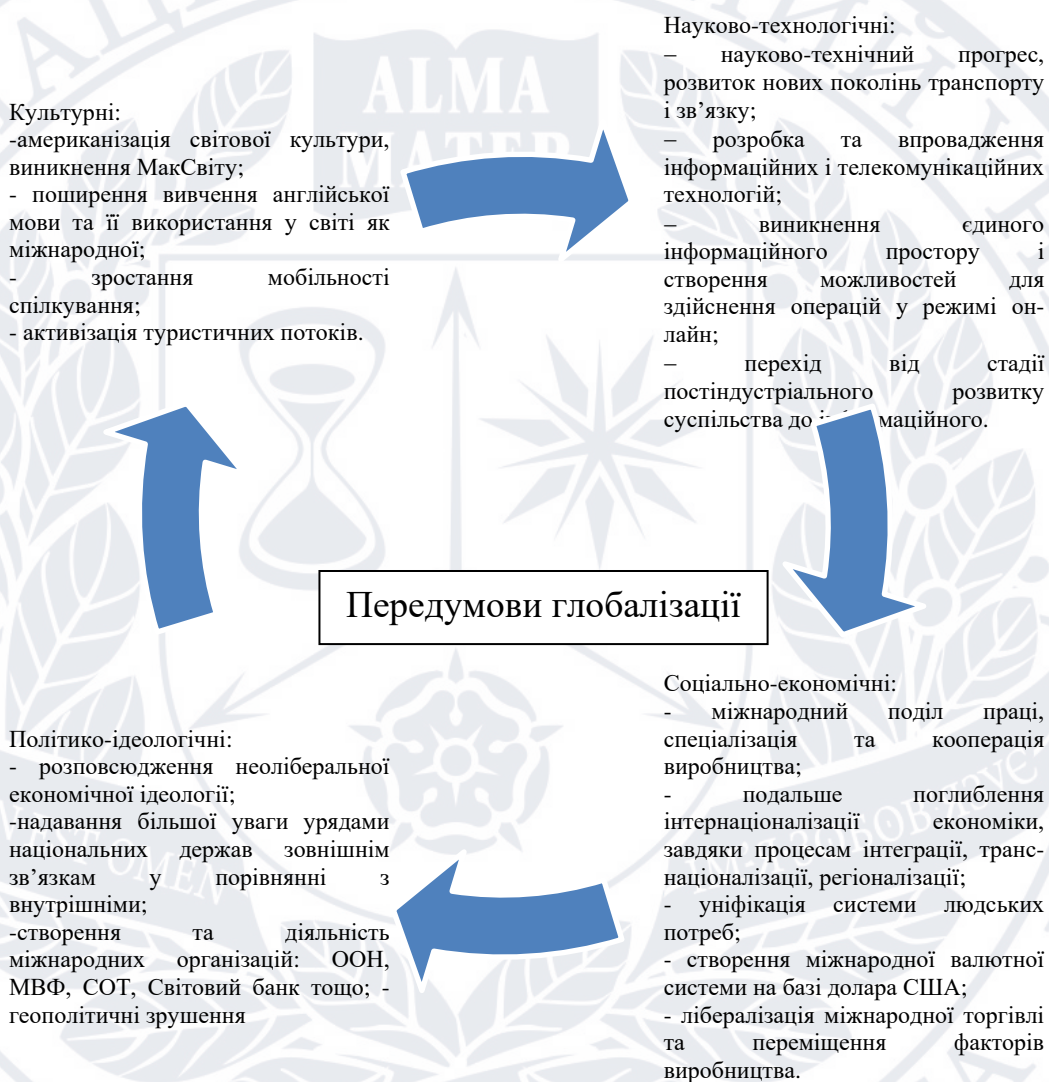 Культурні:
-американізація світової культури,
виникнення МакСвіту;
- поширення вивчення англійської
мови та її використання у світі як
міжнародної;
- зростання мобільності
спілкування;
- активізація туристичних потоків.
Науково-технологічні:
– науково-технічний прогрес,
розвиток нових поколінь транспорту
і зв’язку;
– розробка та впровадження
інформаційних і телекомунікаційних
технологій;
– виникнення єдиного
інформаційного простору і
створення можливостей для
здійснення операцій у режимі он-
лайн;
– перехід від стадії
постіндустріального розвитку
суспільства до маційного.
Передумови глобалізації
Соціально-економічні:
- міжнародний поділ праці,
спеціалізація та кооперація
виробництва;
- подальше поглиблення
інтернаціоналізації економіки,
завдяки процесам інтеграції, транс-
націоналізації, регіоналізації;
- уніфікація системи людських
потреб;
- створення міжнародної валютної
системи на базі долара США;
- лібералізація міжнародної торгівлі
та переміщення факторів
виробництва.
Політико-ідеологічні:
- розповсюдження неоліберальної
економічної ідеології;
-надавання більшої уваги урядами
національних держав зовнішнім
зв’язкам у порівнянні з
внутрішніми;
-створення та діяльність
міжнародних організацій: ООН,
МВФ, СОТ, Світовий банк тощо; -
геополітичні зрушення
ALMA
MATER